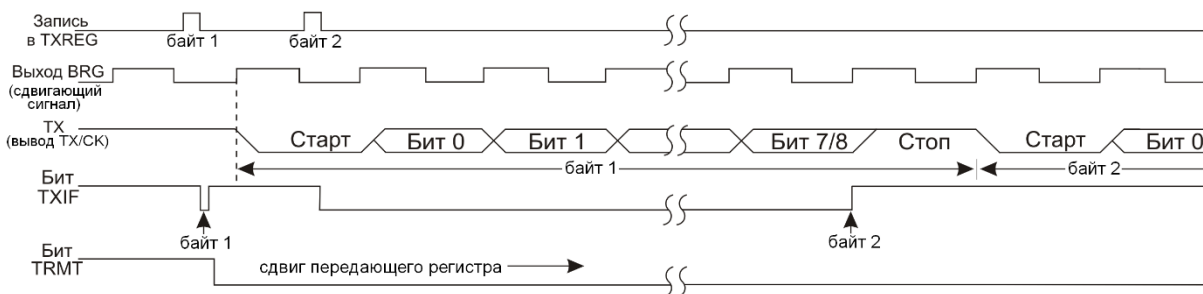 Запись
в TXREG
байт 1
байт 2
Выход BRG
(сдвигающий
сигнал)
TX
(вывод TX/CK)
Старт
Бит 0
Бит 1
Бит 7/8
Стоп
Старт
Бит 0
байт 1
байт 2
Бит
TXIF
байт 1
байт 2
Бит
TRMT
сдвиг передающего регистра